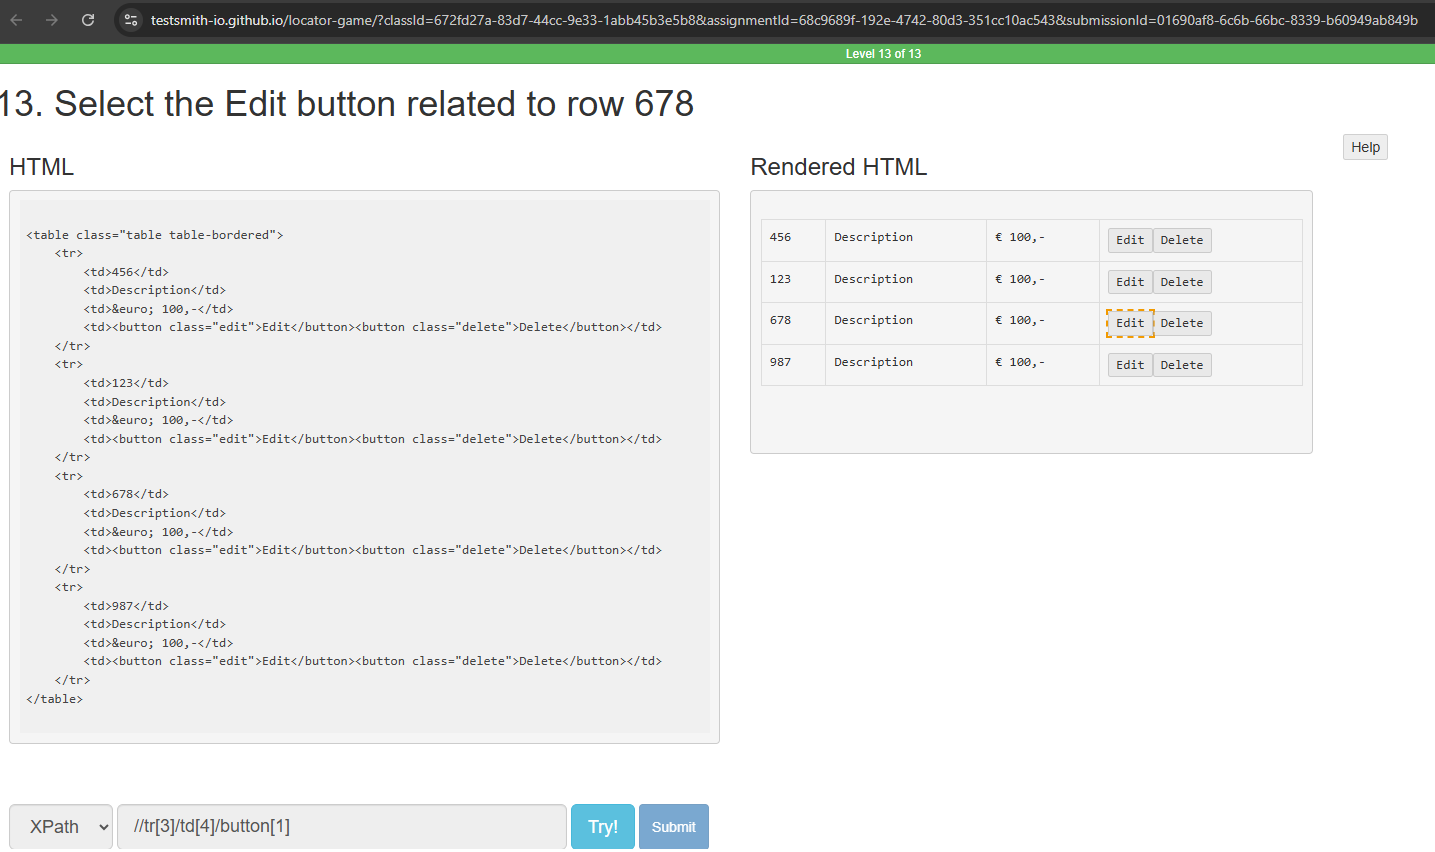 testsmith-io.github.io/locator-game/?classId=672fd27a-83d7-44cc-9e33-1abb45b3e5b8&assignmentId=68c9689f-192e-4742-80d3-351cc10ac543&submissionId=01690af8-6c6b-66bc-8339-b60949ab849b
Level 13 of 13
13. Select the Edit button related to row 678
Help
HTML
<table class="table table-bordered">
    <tr>
        <td>456</td>
        <td>Description</td>
        <td>&euro; 100,-</td>
        <td><button class="edit">Edit</button><button class="delete">Delete</button></td>
    </tr>
    <tr>
        <td>123</td>
        <td>Description</td>
        <td>&euro; 100,-</td>
        <td><button class="edit">Edit</button><button class="delete">Delete</button></td>
    </tr>
    <tr>
        <td>678</td>
        <td>Description</td>
        <td>&euro; 100,-</td>
        <td><button class="edit">Edit</button><button class="delete">Delete</button></td>
    </tr>
    <tr>
        <td>987</td>
        <td>Description</td>
        <td>&euro; 100,-</td>
        <td><button class="edit">Edit</button><button class="delete">Delete</button></td>
    </tr>
</table>
Rendered HTML
456 Description € 100,- Edit Delete
123 Description € 100,- Edit Delete
678 Description € 100,- Edit Delete
987 Description € 100,- Edit Delete
XPath //tr[3]/td[4]/button[1] Try! Submit